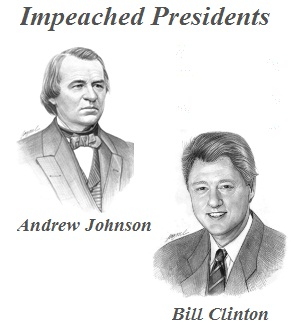 Impeached Presidents
Andrew Johnson
Bill Clinton